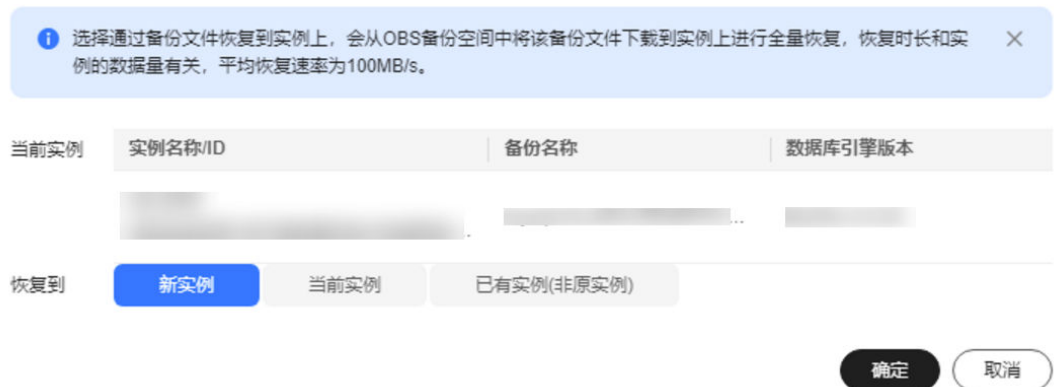 选择通过备份文件恢复到实例上，会从OBS备份空间中将该备份文件下载到实例上进行全量恢复，恢复时长和实
例的数据量有关，平均恢复速率为100MB/s。
当前实例 实例名称/ID 备份名称 数据库引擎版本
恢复到 新实例 当前实例 已有实例(非原实例)
确定 取消